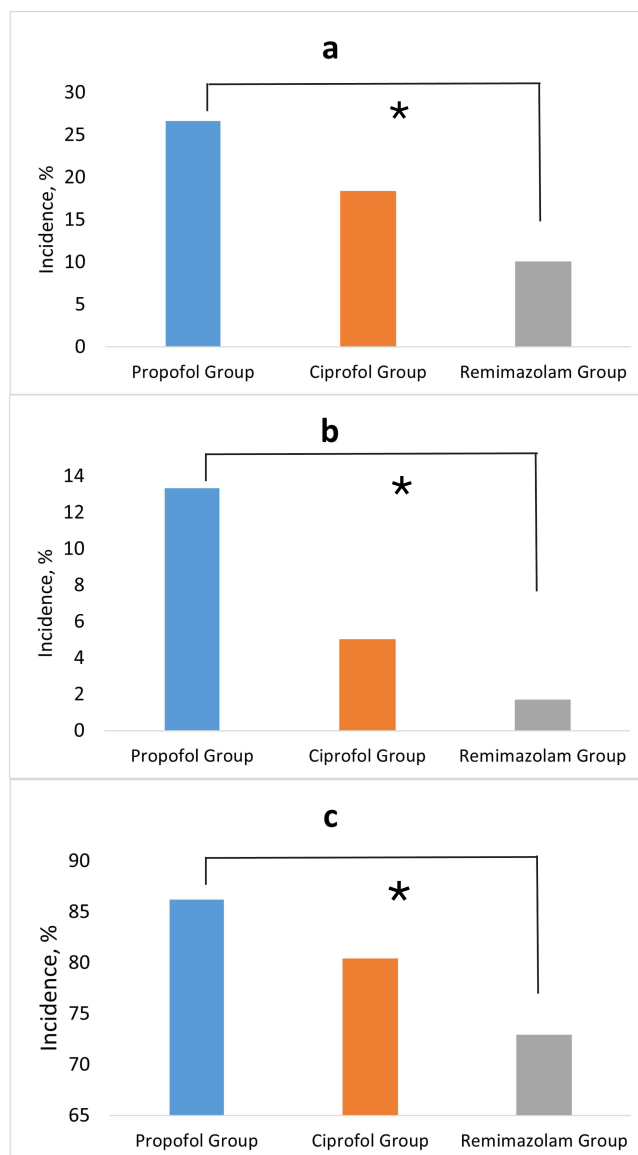 a
30
25
20
15
10
5
0
Incidence, %
*
Propofol Group Ciprofol Group Remimazolam Group
b
14
12
10
8
6
4
2
0
Incidence, %
*
Propofol Group Ciprofol Group Remimazolam Group
c
90
85
80
75
70
65
Incidence, %
*
Propofol Group Ciprofol Group Remimazolam Group